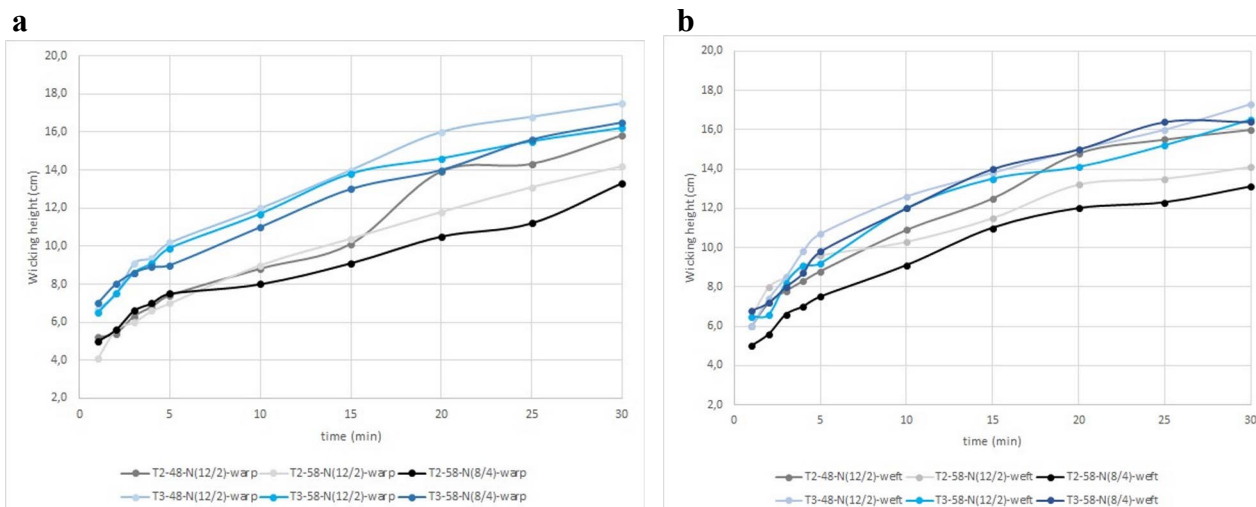 a
20,0
18,0
16,0
14,0
12,0
10,0
8,0
6,0
4,0
2,0
Wicking height (cm)
0 5 10 15 20 25 30
time (min)
T2-48-N(12/2)-warp T2-58-N(12/2)-warp T2-58-N(8/4)-warp
T3-48-N(12/2)-warp T3-58-N(12/2)-warp T3-58-N(8/4)-warp
b
20,0
18,0
16,0
14,0
12,0
10,0
8,0
6,0
4,0
2,0
Wicking height (cm)
0 5 10 15 20 25 30
time (min)
T2-48-N(12/2)-weft T2-58-N(12/2)-weft T2-58-N(8/4)-weft
T3-48-N(12/2)-weft T3-58-N(12/2)-weft T3-58-N(8/4)-weft